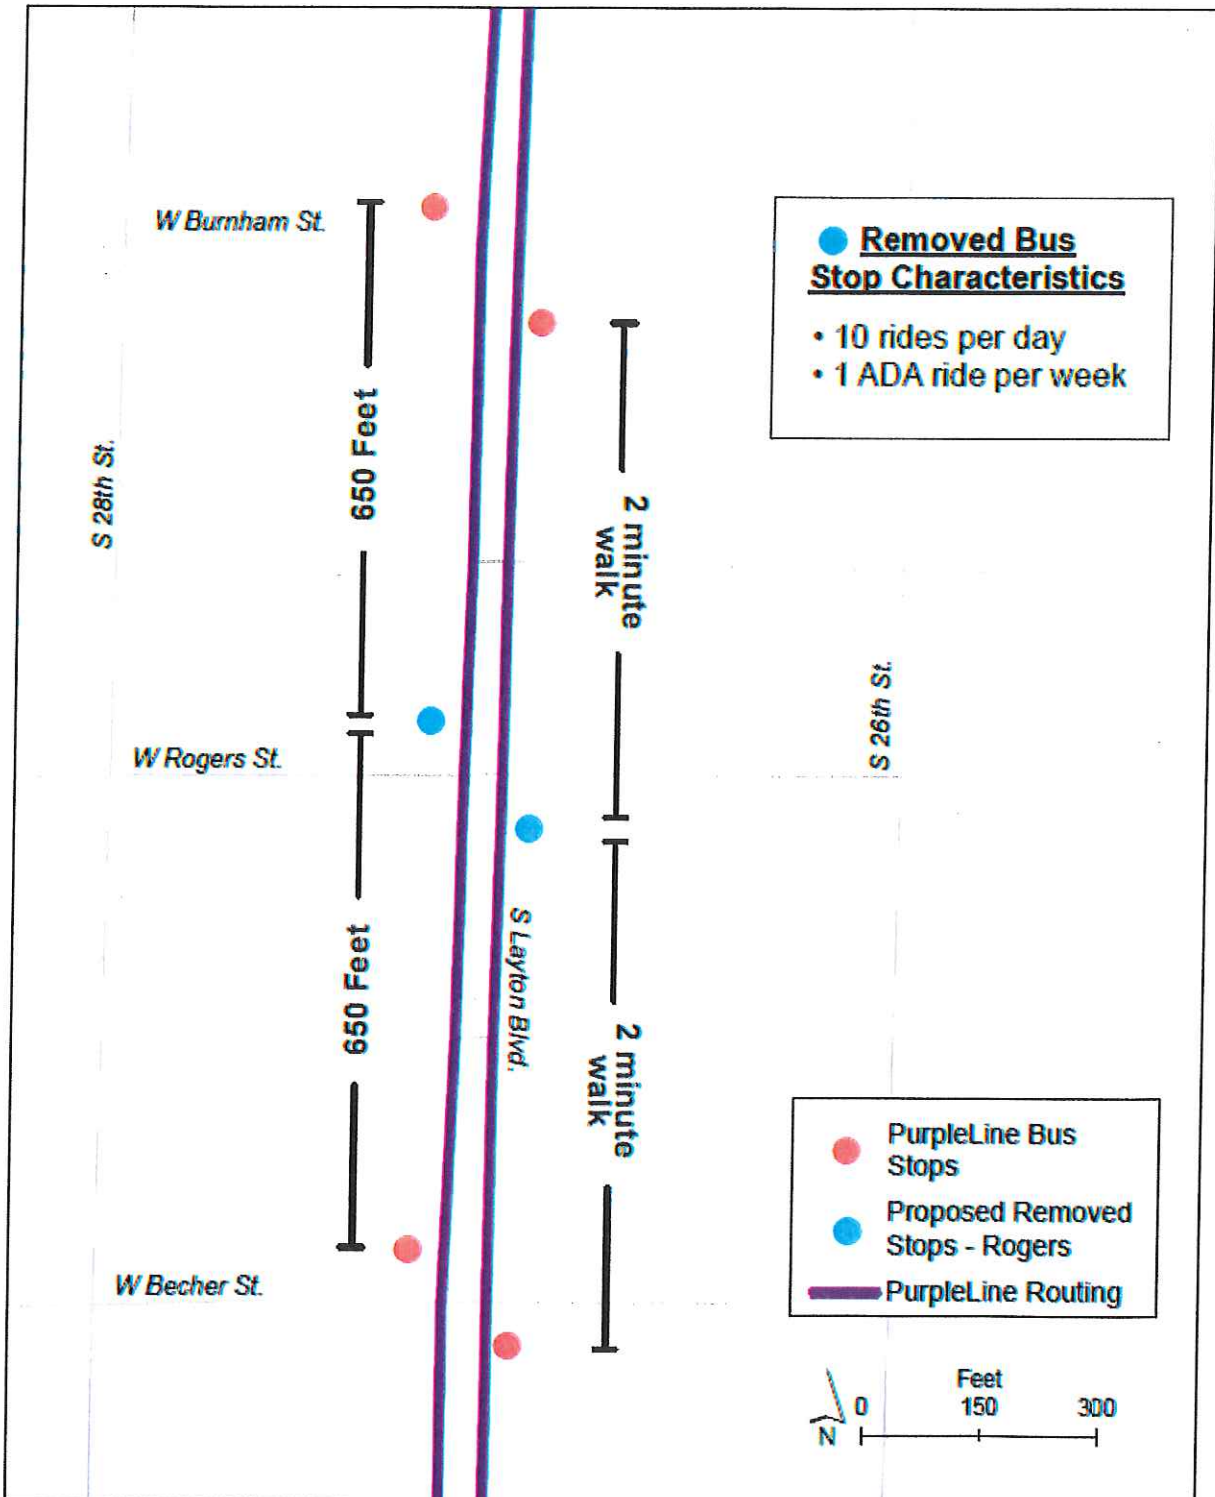 W Burnham St.
Removed Bus
Stop Characteristics
• 10 rides per day
• 1 ADA ride per week
650 Feet
S 28th St.
2 minute
walk
S 26th St.
W Rogers St.
650 Feet
S Layton Blvd.
2 minute
walk
W Becher St.
PurpleLine Bus
Stops
Proposed Removed
Stops - Rogers
PurpleLine Routing
Feet
0 150 300
N